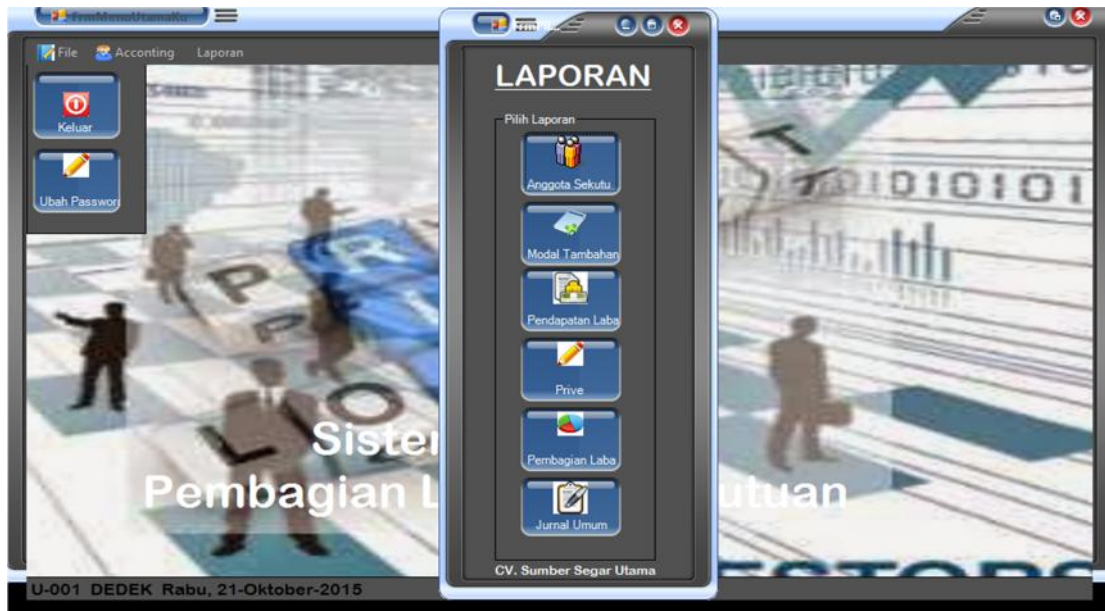 FrmMenuUtamaKu
File Acconting Laporan
Keluar
Ubah Passwor
LAPORAN
Pilih Laporan
Anggota Sekutu
Modal Tambahan
Pendapatan Laba
Prive
Pembagian Laba
Jurnal Umum
CV. Sumber Segar Utama
Sister
Pembagian L utuan
U-001 DEDEK Rabu, 21-Oktober-2015